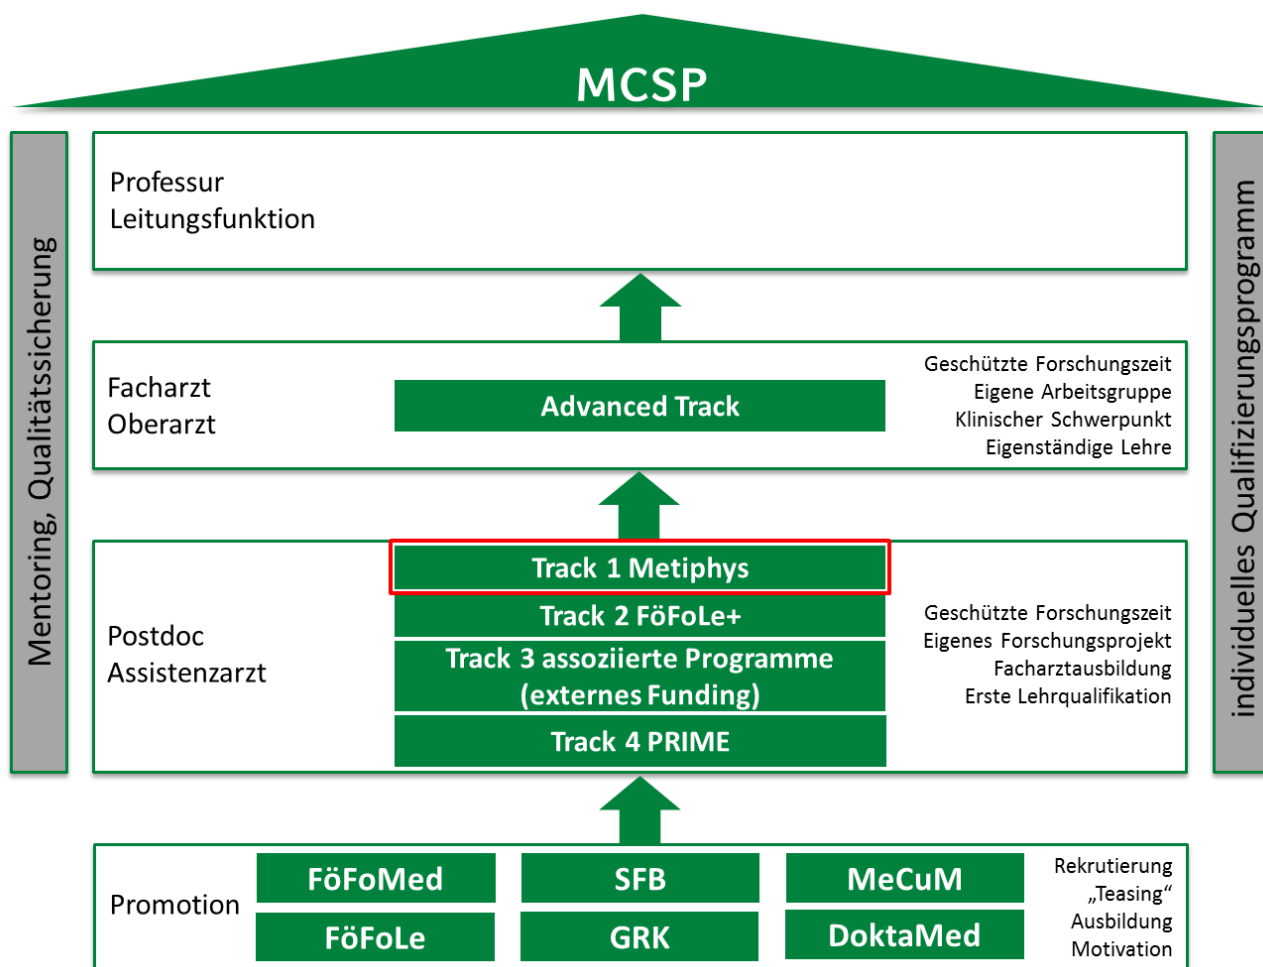 MCSP
Mentoring, Qualitätssicherung
individuelles Qualifizierungsprogramm
Professur
Leitungsfunktion
Facharzt
Oberarzt
Advanced Track
Geschützte Forschungszeit
Eigene Arbeitsgruppe
Klinischer Schwerpunkt
Eigenständige Lehre
Postdoc
Assistenzarzt
Track 1 Metiphys
Track 2 FöFoLe+
Track 3 assoziierte Programme
(externes Funding)
Track 4 PRIME
Geschützte Forschungszeit
Eigenes Forschungsprojekt
Facharztausbildung
Erste Lehrqualifikation
Promotion
FöFoMed
SFB
MeCuM
FöFoLe
GRK
DoktaMed
Rekrutierung
„Teasing“
Ausbildung
Motivation